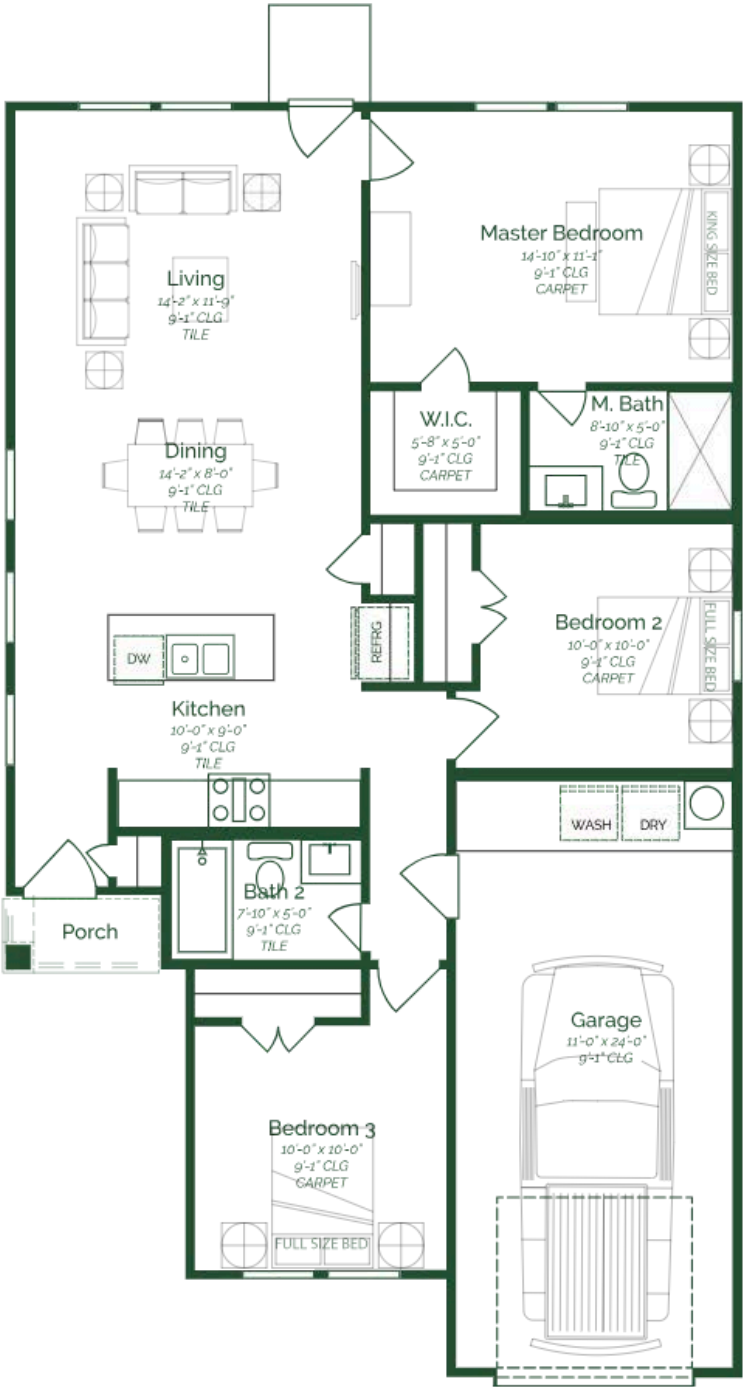 Living
14'-2" x 11'-9"
9'-1" CLG
TILE
Master Bedroom
14'-10" x 11'-1"
9'-1" CLG
CARPET
KING SIZE BED
Dining
14'-2" x 8'-0"
9'-1" CLG
TILE
W.I.C.
5'-8" x 5'-0"
9'-1" CLG
CARPET
M. Bath
8'-10" x 5'-0"
9'-1" CLG
TILE
DW
REFRG
Kitchen
10'-0" x 9'-0"
9'-1" CLG
TILE
Bedroom 2
10'-0" x 10'-0"
9'-1" CLG
CARPET
FULL SIZE BED
WASH
DRY
Porch
Bath 2
7'-10" x 5'-0"
9'-1" CLG
TILE
Garage
11'-0" x 24'-0"
9'-1" CLG
Bedroom 3
10'-0" x 10'-0"
9'-1" CLG
CARPET
FULL SIZE BED